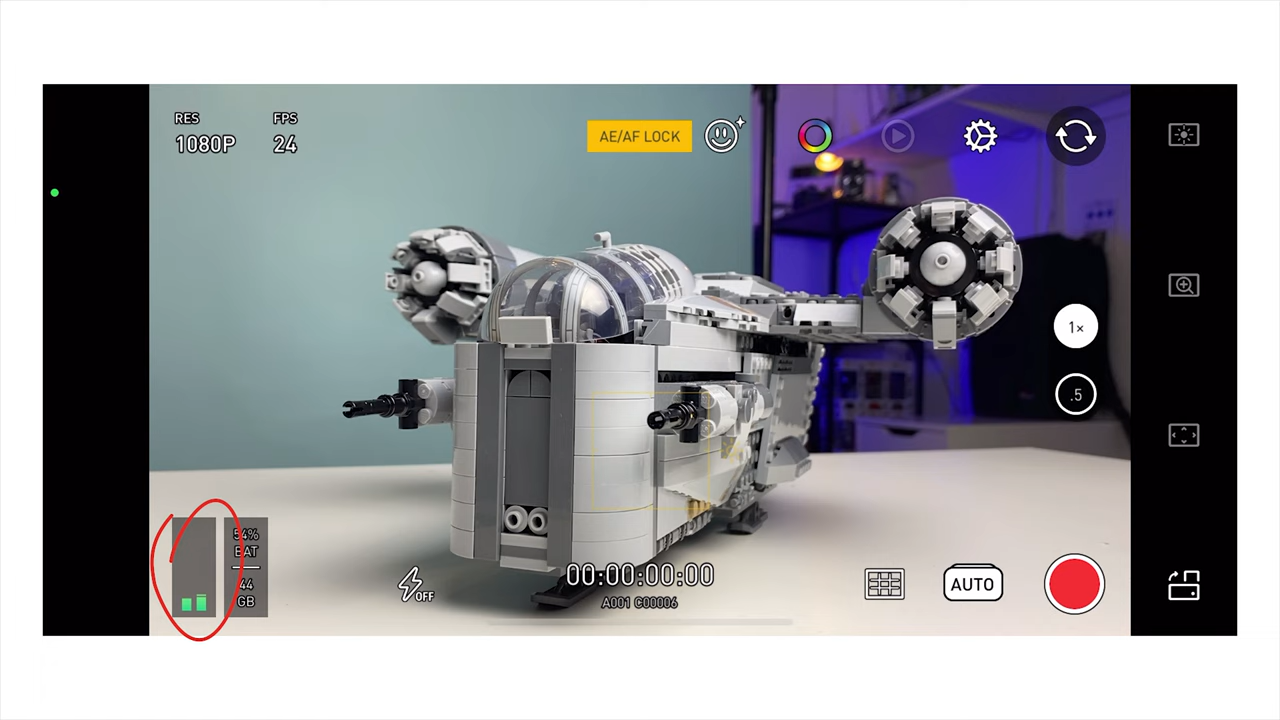 RES
1080P
FPS
24
AE/AF LOCK
1×
.5
54%
BAT
44
GB
OFF
00:00:00:00
A001 C00006
AUTO